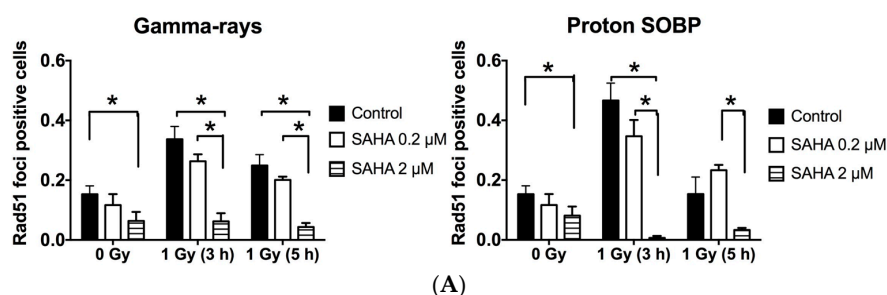 Gamma-rays
Rad51 foci positive cells
0.6
0.4
0.2
0.0
*
*
*
*
*
0 Gy
1 Gy (3 h)
1 Gy (5 h)
Control
SAHA 0.2 μM
SAHA 2 μM
Proton SOBP
Rad51 foci positive cells
0.6
0.4
0.2
0.0
*
*
*
*
0 Gy
1 Gy (3 h)
1 Gy (5 h)
Control
SAHA 0.2 μM
SAHA 2 μM
(A)